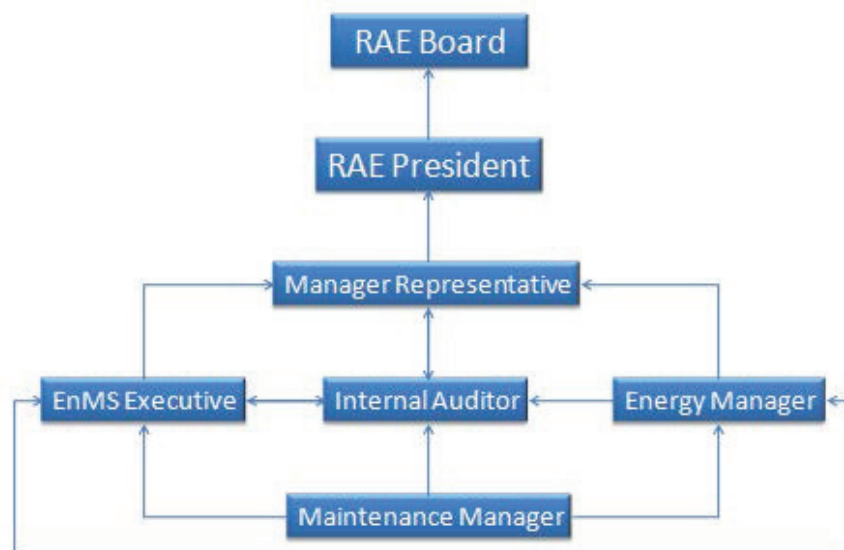 RAE Board
RAE President
Manager Representative
EnMS Executive
Internal Auditor
Energy Manager
Maintenance Manager